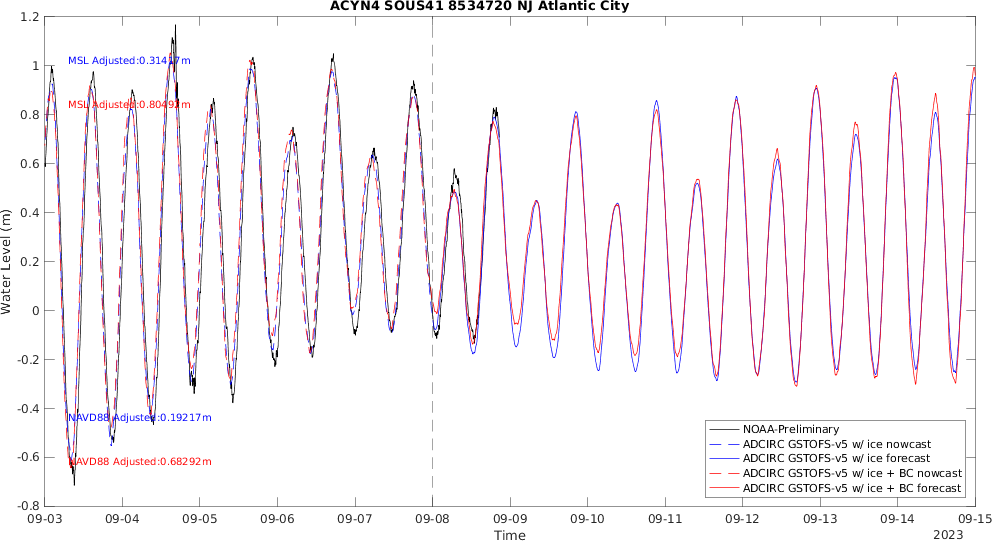 ACYN4 SOUS41 8534720 NJ Atlantic City
1.2
1
0.8
0.6
0.4
0.2
0
-0.2
-0.4
-0.6
-0.8
Water Level (m)
MSL Adjusted:0.31417m
MSL Adjusted:0.80492m
NAVD88 Adjusted:0.19217m
NAVD88 Adjusted:0.68292m
NOAA-Preliminary
ADCIRC GSTOFS-v5 w/ ice nowcast
ADCIRC GSTOFS-v5 w/ ice forecast
ADCIRC GSTOFS-v5 w/ ice + BC nowcast
ADCIRC GSTOFS-v5 w/ ice + BC forecast
09-03 09-04 09-05 09-06 09-07 09-08 09-09 09-10 09-11 09-12 09-13 09-14 09-15
Time
2023